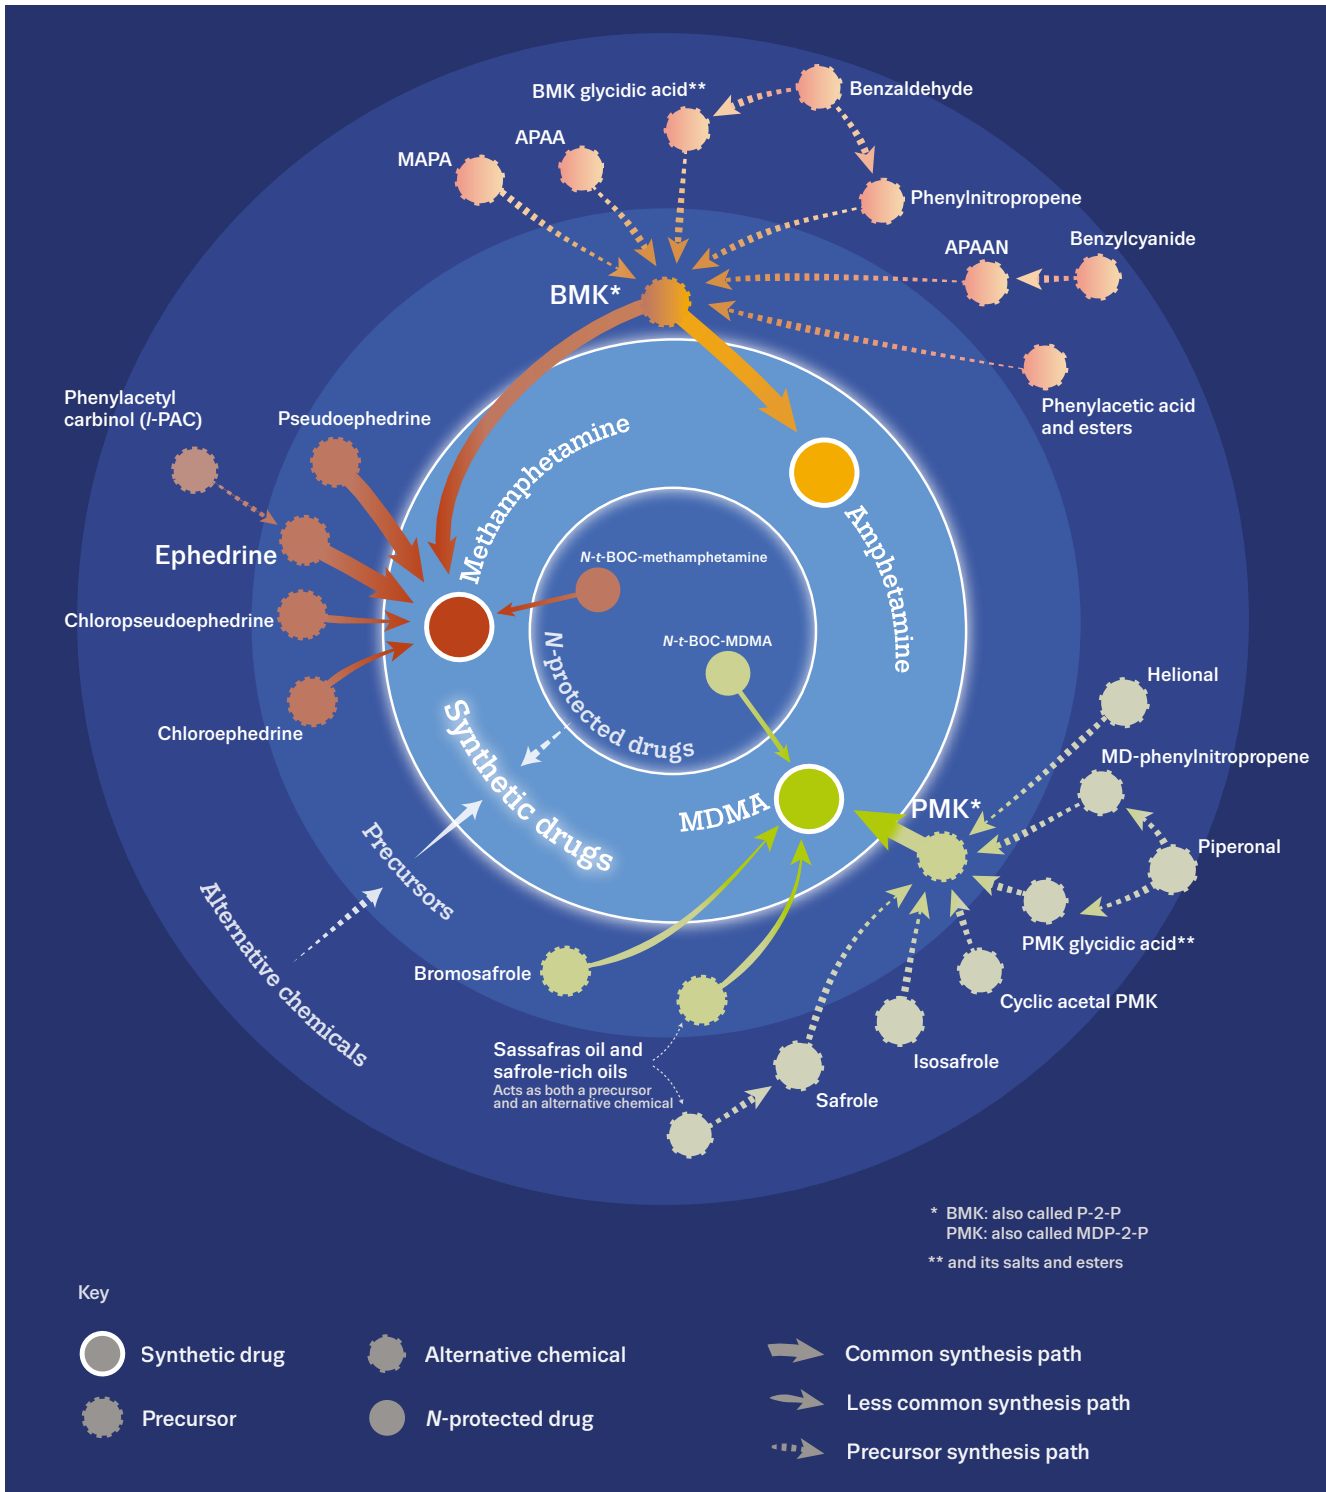 BMK glycidic acid**
Benzaldehyde
APAA
MAPA
Phenylnitropropene
APAAN
Benzylcyanide
BMK*
Phenylacetic acid
and esters
Phenylacetyl
carbinol (l-PAC)
Pseudoephedrine
Methamphetamine
Amphetamine
Ephedrine
N-t-BOC-methamphetamine
Chloropseudoephedrine
N-t-BOC-MDMA
N-protected drugs
Chloroephedrine
Synthetic drugs
Helional
MD-phenylnitropropene
MDMA
PMK*
Piperonal
Precursors
Alternative chemicals
PMK glycidic acid**
Bromosafrole
Cyclic acetal PMK
Sassafras oil and
safrole-rich oils
Acts as both a precursor
and an alternative chemical
Isosafrole
Safrole
* BMK: also called P-2-P
PMK: also called MDP-2-P
** and its salts and esters
Key
Synthetic drug
Alternative chemical
Common synthesis path
Precursor
N-protected drug
Less common synthesis path
Precursor synthesis path